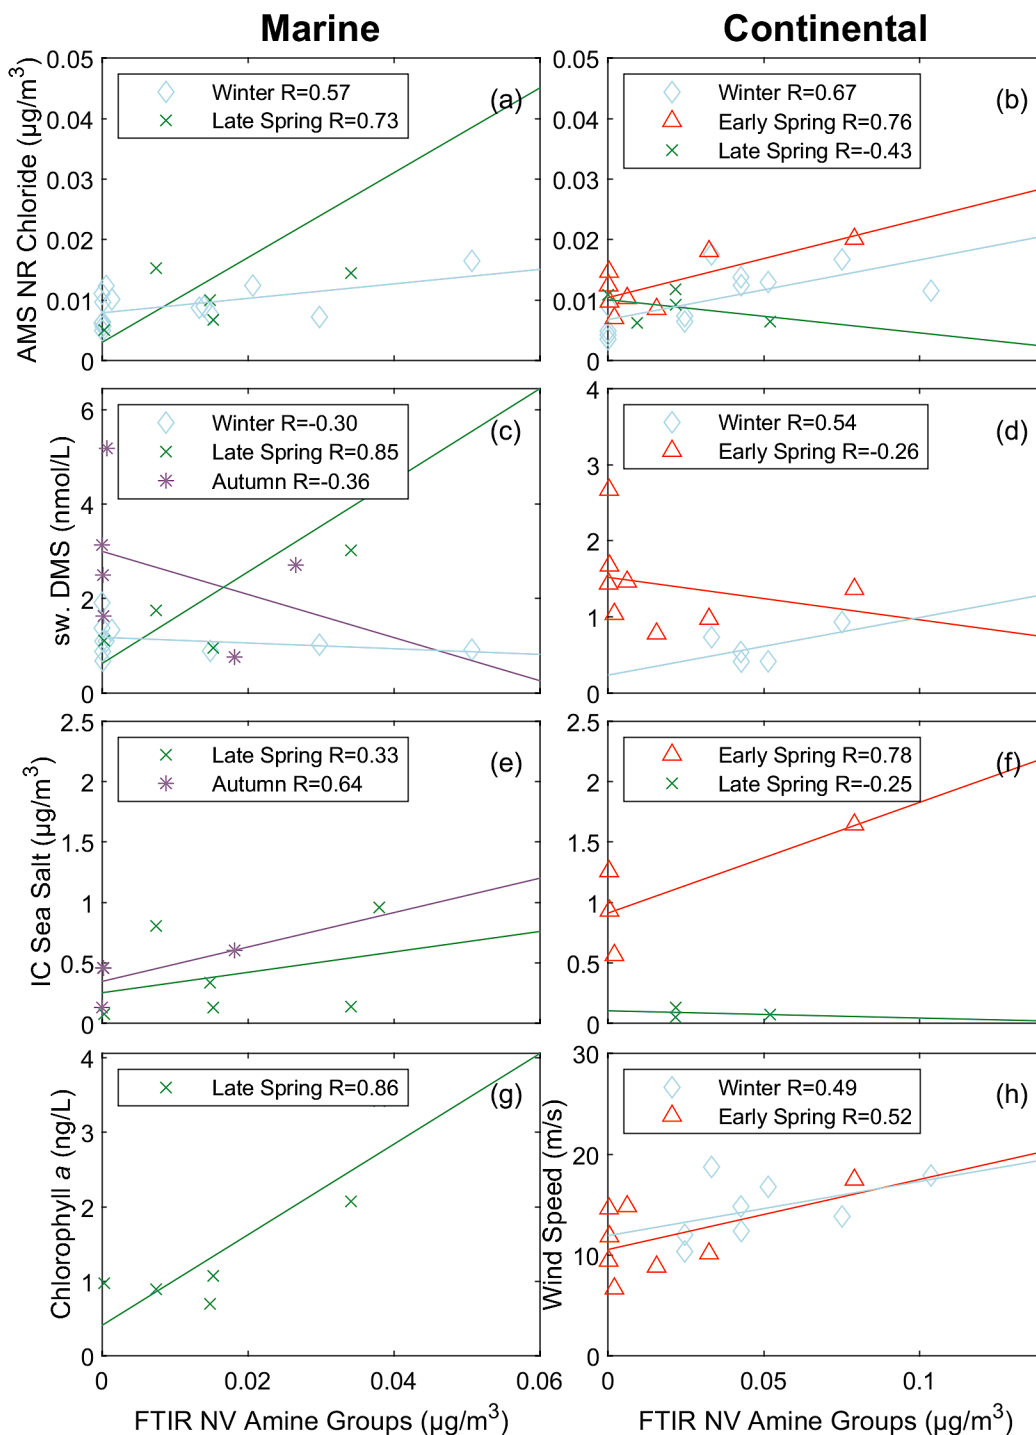 Marine
Continental
AMS NR Chloride (µg/m³)
0.05
0.04
0.03
0.02
0.01
0
Winter R=0.57
Late Spring R=0.73
(a)
0.05
0.04
0.03
0.02
0.01
0
Winter R=0.67
Early Spring R=0.76
Late Spring R=-0.43
(b)
sw. DMS (nmol/L)
6
4
2
0
Winter R=-0.30
Late Spring R=0.85
Autumn R=-0.36
(c)
4
3
2
1
0
Winter R=0.54
Early Spring R=-0.26
(d)
IC Sea Salt (µg/m³)
2.5
2
1.5
1
0.5
0
Late Spring R=0.33
Autumn R=0.64
(e)
2.5
2
1.5
1
0.5
0
Early Spring R=0.78
Late Spring R=-0.25
(f)
Chlorophyll a (ng/L)
4
3
2
1
0
Late Spring R=0.86
(g)
0
0.02
0.04
0.06
FTIR NV Amine Groups (µg/m³)
Wind Speed (m/s)
30
20
10
0
Winter R=0.49
Early Spring R=0.52
(h)
0
0.05
0.1
FTIR NV Amine Groups (µg/m³)